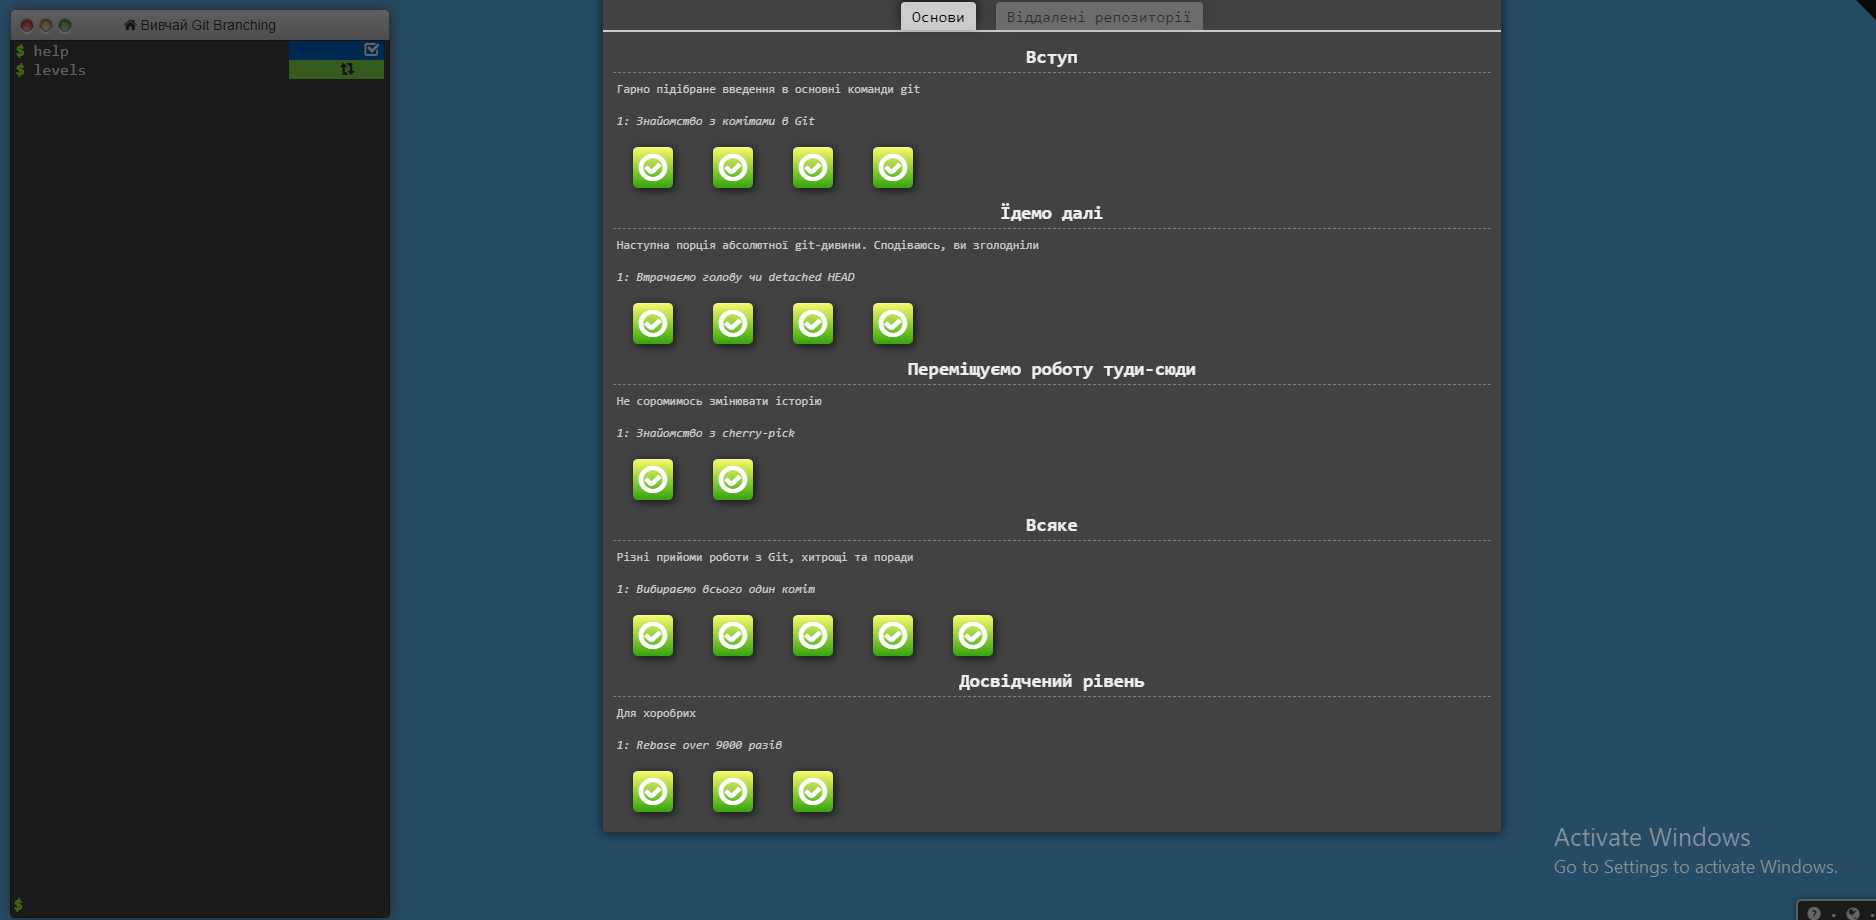 Вивчай Git Branching
$ help
$ levels
$
Основи
Віддалені репозиторії
Вступ
Гарно підібране введення в основні команди git
1: Знайомство з комітами в Git
Їдемо далі
Наступна порція абсолютної git-дивини. Сподіваюсь, ви зголодніли
1: Втрачаємо голову чи detached HEAD
Переміщуємо роботу туди-сюди
Не соромимось змінювати історію
1: Знайомство з cherry-pick
Всяке
Різні прийоми роботи з Git, хитрощі та поради
1: Вибираємо всього один коміт
Досвідчений рівень
Для хоробрих
1: Rebase over 9000 разів
Activate Windows
Go to Settings to activate Windows.